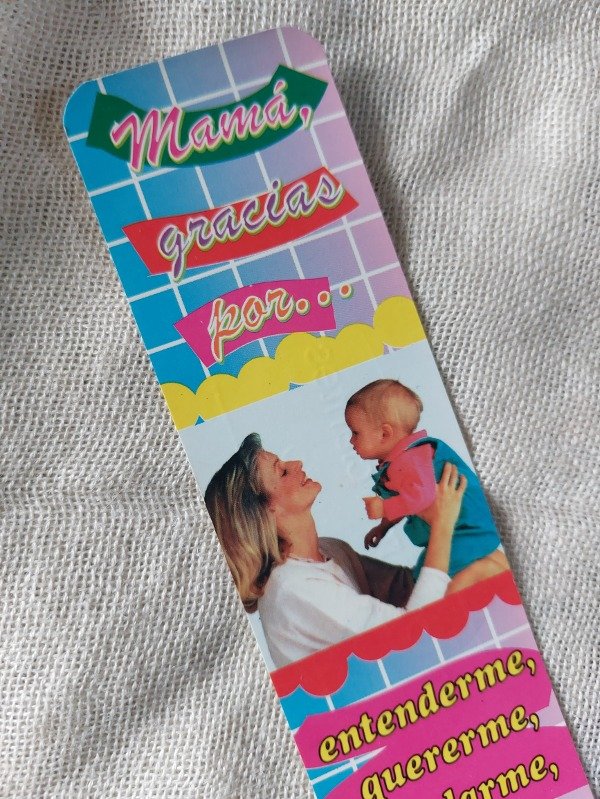 Mamá,
gracias
por...
entenderme,
quererme,